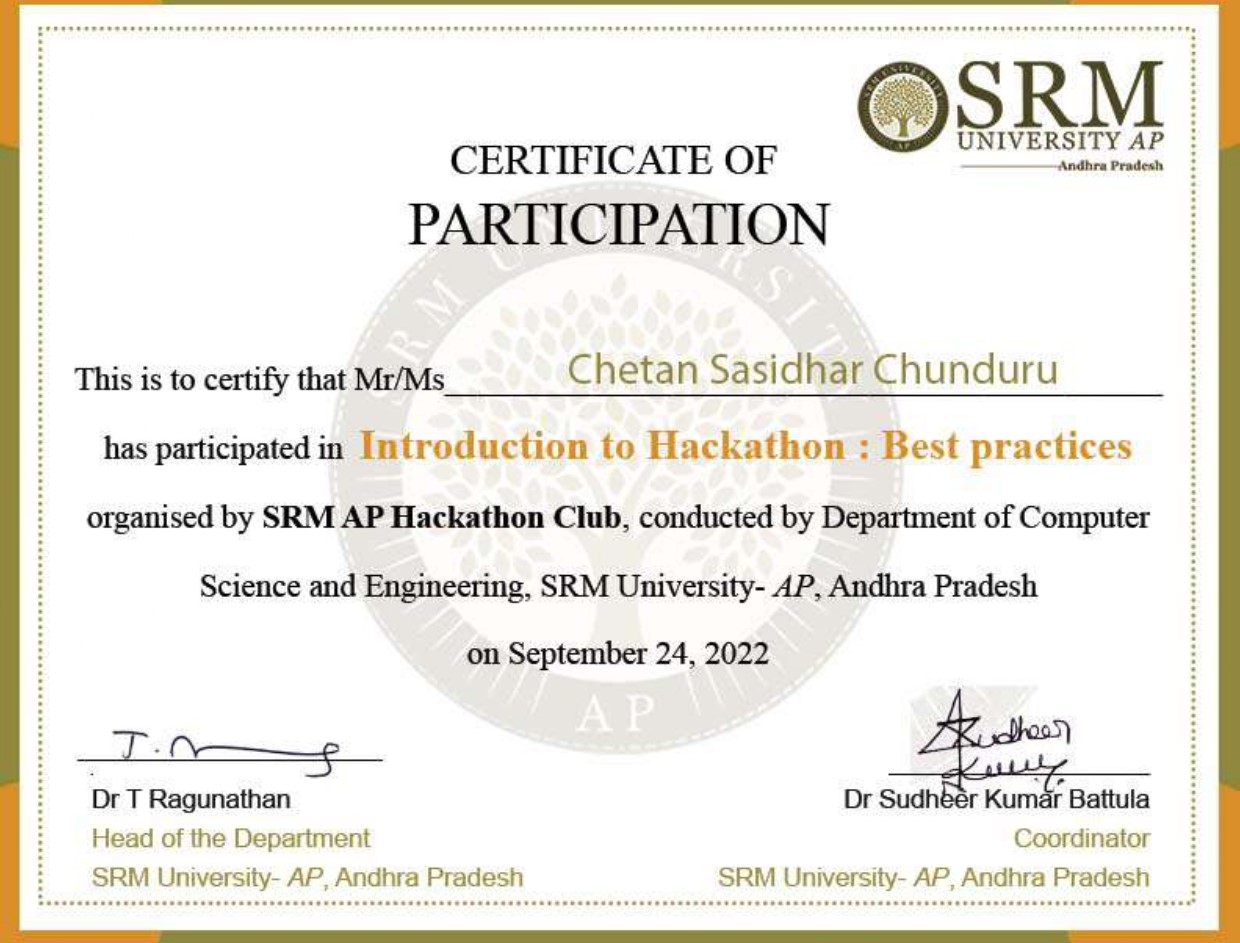 SRM
UNIVERSITY AP
Andhra Pradesh
CERTIFICATE OF
PARTICIPATION
This is to certify that Mr/Ms Chetan Sasidhar Chunduru
has participated in Introduction to Hackathon : Best practices
organised by SRM AP Hackathon Club, conducted by Department of Computer
Science and Engineering, SRM University- AP, Andhra Pradesh
on September 24, 2022
SRM UNIVERSITY
AP
Dr T Ragunathan
Head of the Department
SRM University- AP, Andhra Pradesh
Sudheer
Kumar
Dr Sudheer Kumar Battula
Coordinator
SRM University- AP, Andhra Pradesh